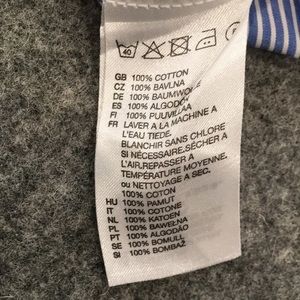 40
GB 100% COTTON
CZ 100% BAVLNA
DE 100% BAUMWOLLE
ES 100% ALGODÓN
FI 100% PUUVILLAA
FR LAVER A LA MACHINE A
L'EAU TIEDE.
BLANCHIR SANS CHLORE
SI NÉCESSAIRE.SÉCHER A
L'AIR.REPASSER A
TEMPÉRATURE MOYENNE.
ou NETTOYAGE A SEC.
100% COTON
HU 100% PAMUT
IT 100% COTONE
NL 100% KATOEN
PL 100% BAWEŁNA
PT 100% ALGODÃO
SE 100% BOMULL
SI 100% BOMBAŽ